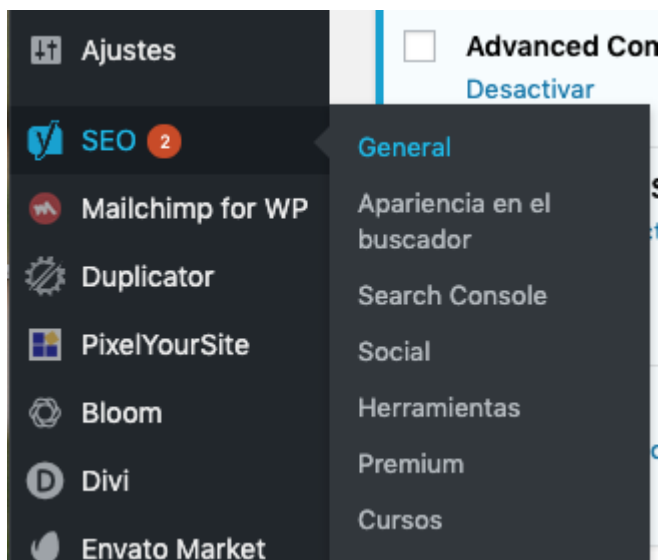 Ajustes
SEO 2
Mailchimp for WP
Duplicator
PixelYourSite
Bloom
Divi
Envato Market
General
Apariencia en el
buscador
Search Console
Social
Herramientas
Premium
Cursos
Advanced
Desactivar